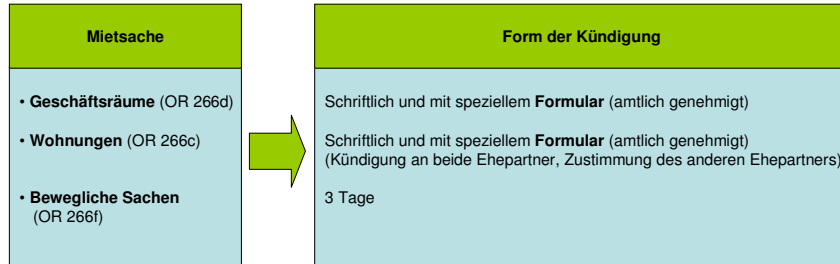 Mietsache
Form der Kündigung
• Geschäftsräume (OR 266d)
Schriftlich und mit speziellem Formular (amtlich genehmigt)
• Wohnungen (OR 266c)
Schriftlich und mit speziellem Formular (amtlich genehmigt)
(Kündigung an beide Ehepartner, Zustimmung des anderen Ehepartners)
• Bewegliche Sachen
(OR 266f)
3 Tage